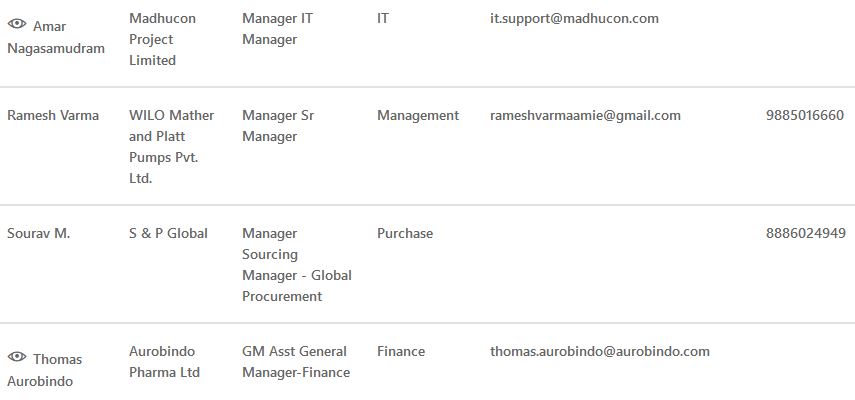 Amar Nagasamudram
Madhucon Project Limited
Manager IT Manager
IT
it.support@madhucon.com
Ramesh Varma
WILO Mather and Platt Pumps Pvt. Ltd.
Manager Sr Manager
Management
rameshvarmaamie@gmail.com
9885016660
Sourav M.
S & P Global
Manager Sourcing Manager - Global Procurement
Purchase
8886024949
Thomas Aurobindo
Aurobindo Pharma Ltd
GM Asst General Manager-Finance
Finance
thomas.aurobindo@aurobindo.com